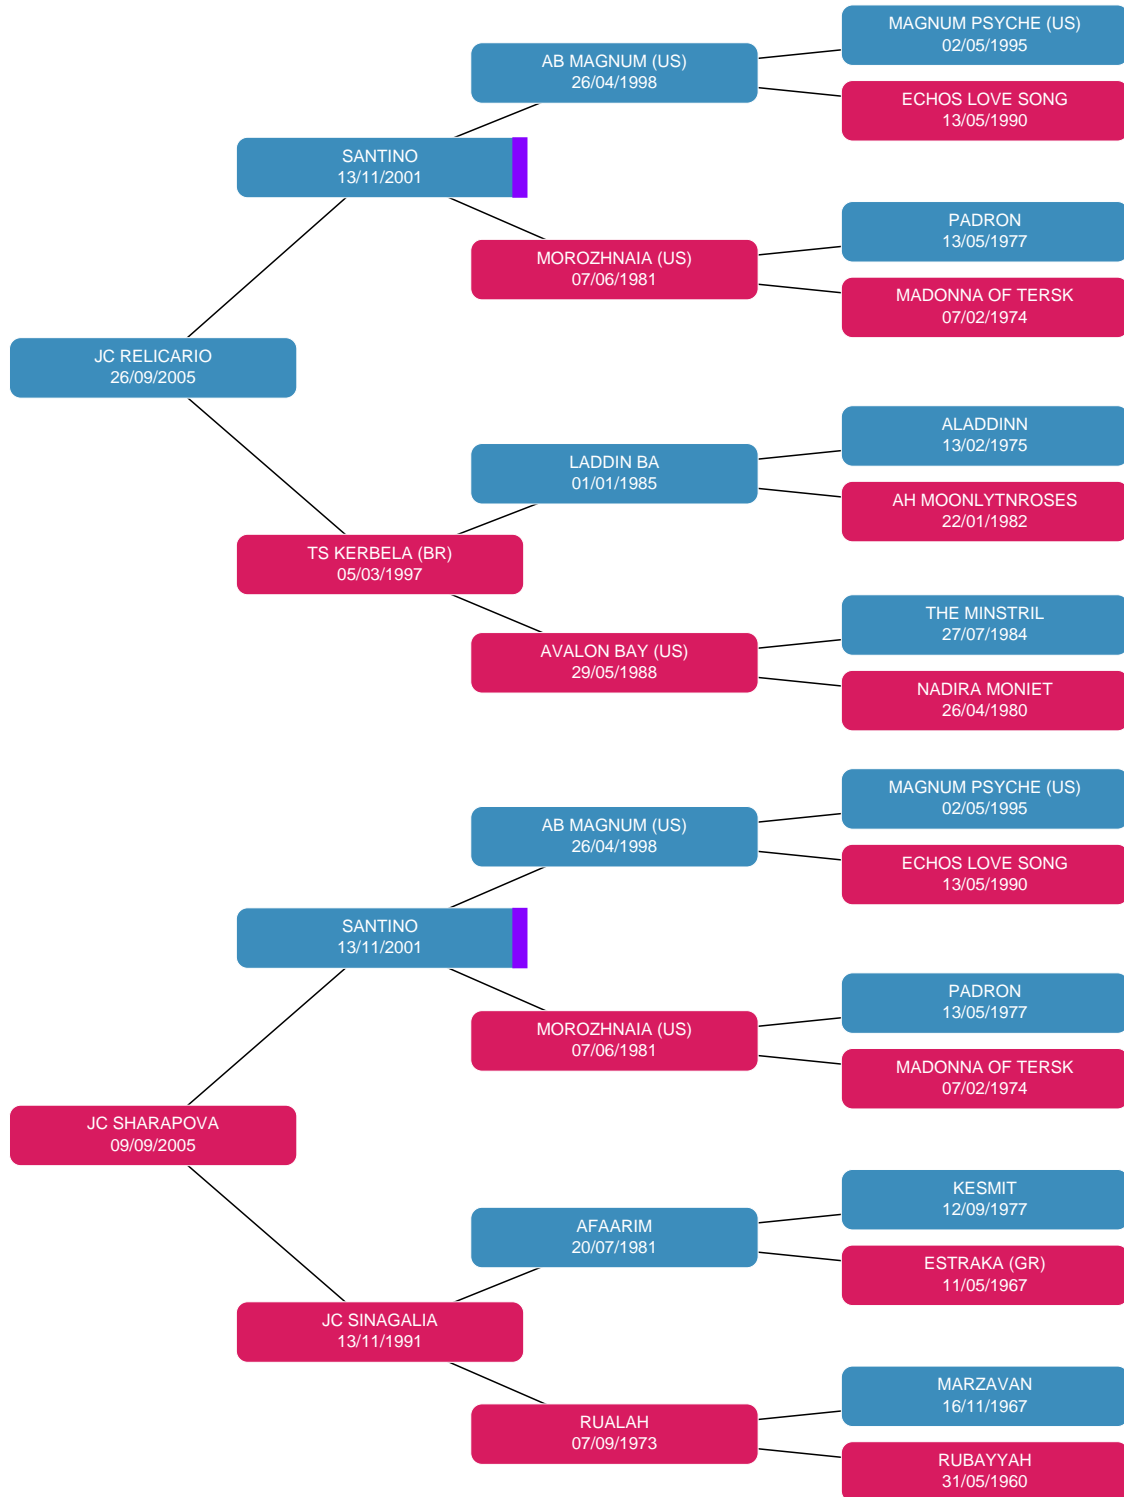 MAGNUM PSYCHE (US)
02/05/1995
AB MAGNUM (US)
26/04/1998
ECHOS LOVE SONG
13/05/1990
SANTINO
13/11/2001
PADRON
13/05/1977
MOROZHNAIA (US)
07/06/1981
MADONNA OF TERSK
07/02/1974
JC RELICARIO
26/09/2005
ALADDINN
13/02/1975
LADDIN BA
01/01/1985
AH MOONLYTNROSES
22/01/1982
TS KERBELA (BR)
05/03/1997
THE MINSTRIL
27/07/1984
AVALON BAY (US)
29/05/1988
NADIRA MONIET
26/04/1980
MAGNUM PSYCHE (US)
02/05/1995
AB MAGNUM (US)
26/04/1998
ECHOS LOVE SONG
13/05/1990
SANTINO
13/11/2001
PADRON
13/05/1977
MOROZHNAIA (US)
07/06/1981
MADONNA OF TERSK
07/02/1974
JC SHARAPOVA
09/09/2005
KESMIT
12/09/1977
AFAARIM
20/07/1981
ESTRAKA (GR)
11/05/1967
JC SINAGALIA
13/11/1991
MARZAVAN
16/11/1967
RUALAH
07/09/1973
RUBAYYAH
31/05/1960